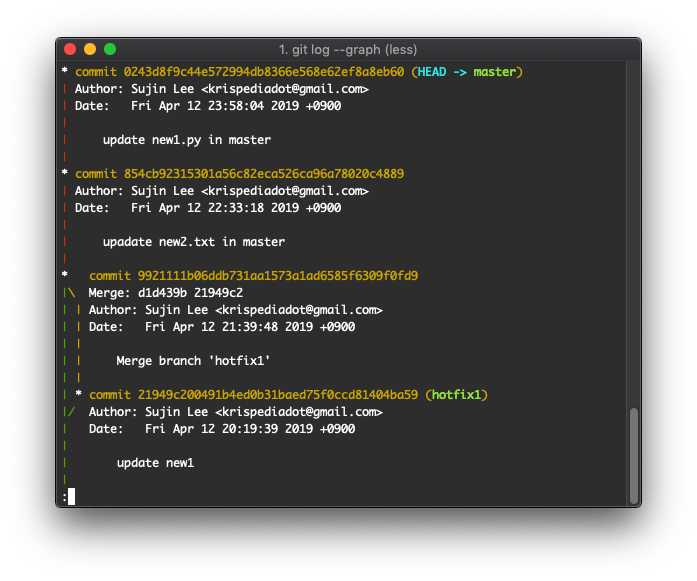 1. git log --graph (less)
* commit 0243d8f9c44e572994db8366e568e62ef8a8eb60 (HEAD -> master)
| Author: Sujin Lee <krispediadot@gmail.com>
| Date:   Fri Apr 12 23:58:04 2019 +0900
|
|     update new1.py in master
|
* commit 854cb92315301a56c82eca526ca96a78020c4889
| Author: Sujin Lee <krispediadot@gmail.com>
| Date:   Fri Apr 12 22:33:18 2019 +0900
|
|     upadate new2.txt in master
|
*   commit 9921111b06ddb731aa1573a1ad6585f6309f0fd9
|\  Merge: d1d439b 21949c2
| | Author: Sujin Lee <krispediadot@gmail.com>
| | Date:   Fri Apr 12 21:39:48 2019 +0900
| |
| |     Merge branch 'hotfix1'
| |
| * commit 21949c200491b4ed0b31baed75f0ccd81404ba59 (hotfix1)
|/  Author: Sujin Lee <krispediadot@gmail.com>
|   Date:   Fri Apr 12 20:19:39 2019 +0900
|
|       update new1
|
: